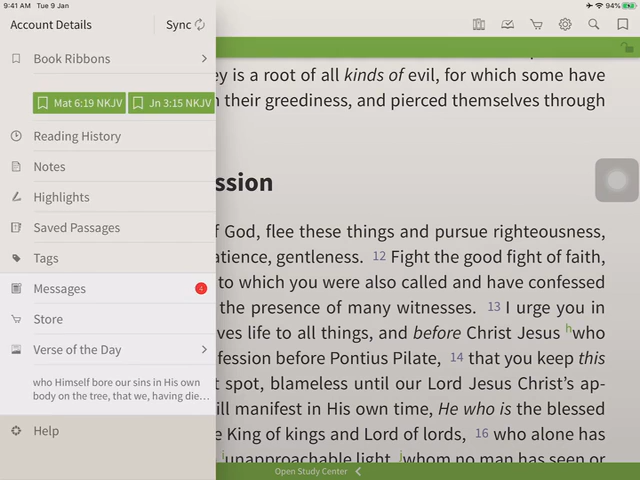 9:41 AM Tue 9 Jan
94%
Account Details
Sync
Book Ribbons
Mat 6:19 NKJV
Jn 3:15 NKJV
Reading History
Notes
Highlights
Saved Passages
Tags
Messages
4
Store
Verse of the Day
who Himself bore our sins in His own
body on the tree, that we, having die...
Help
ey is a root of all kinds of evil, for which some have
their greediness, and pierced themselves through
ssion
f God, flee these things and pursue righteousness,
atience, gentleness. 12 Fight the good fight of faith,
to which you were also called and have confessed
the presence of many witnesses. 13 I urge you in
ves life to all things, and before Christ Jesus h who
fession before Pontius Pilate, 14 that you keep this
t spot, blameless until our Lord Jesus Christ's ap-
ill manifest in His own time, He who is the blessed
e King of kings and Lord of lords, 16 who alone has
i unapproachable light, j whom no man has seen or
Open Study Center